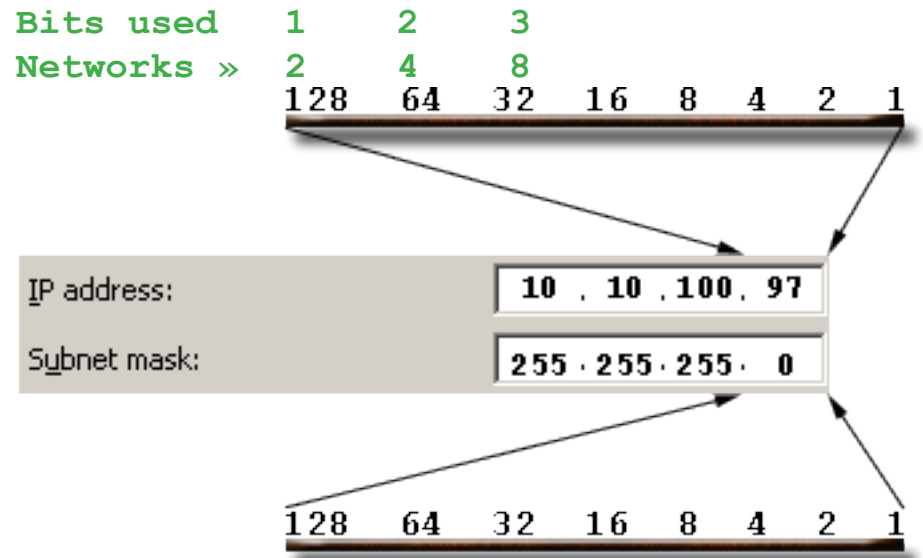 Bits used 1 2 3
Networks » 2 4 8
128 64 32 16 8 4 2 1
IP address: 10 . 10 . 100 . 97
Subnet mask: 255 . 255 . 255 . 0
128 64 32 16 8 4 2 1